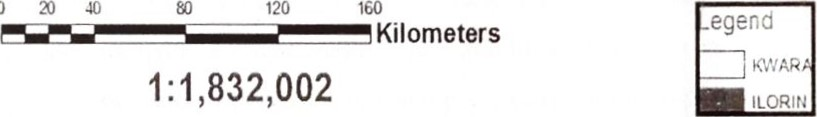 0 20 40 80 120 160
Kilometers
1:1,832,002
Legend
KWARA
ILORIN